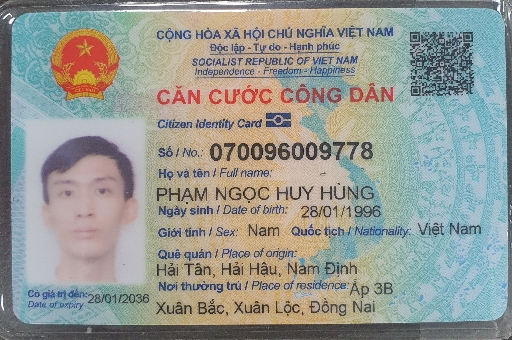 CỘNG HÒA XÃ HỘI CHỦ NGHĨA VIỆT NAM
Độc lập - Tự do - Hạnh phúc
SOCIALIST REPUBLIC OF VIET NAM
Independence - Freedom - Happiness
CĂN CƯỚC CÔNG DÂN
Citizen Identity Card
Số / No.: 070096009778
Họ và tên / Full name:
PHẠM NGỌC HUY HÙNG
Ngày sinh / Date of birth: 28/01/1996
Giới tính / Sex: Nam Quốc tịch / Nationality: Việt Nam
Quê quán / Place of origin:
Hải Tân, Hải Hậu, Nam Định
Nơi thường trú / Place of residence: Ấp 3B
Xuân Bắc, Xuân Lộc, Đồng Nai
Có giá trị đến: 28/01/2036
Date of expiry